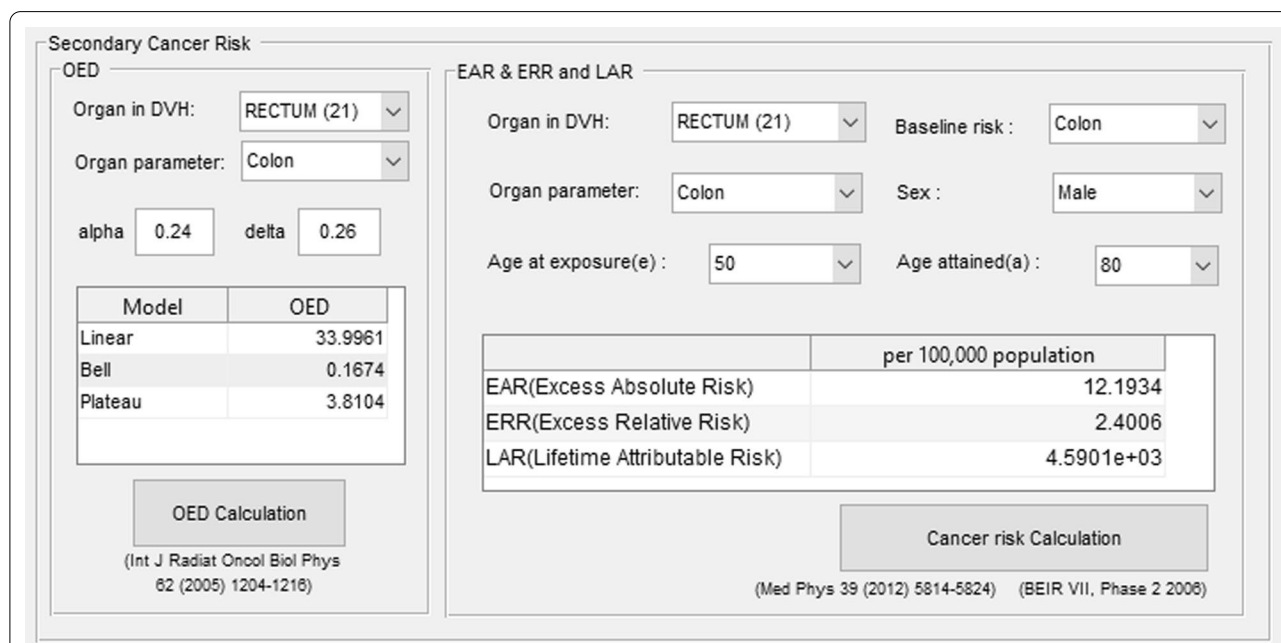 Secondary Cancer Risk
OED
Organ in DVH: RECTUM (21)
Organ parameter: Colon
alpha 0.24 delta 0.26
Model OED
Linear 33.9961
Bell 0.1674
Plateau 3.8104
OED Calculation
(Int J Radiat Oncol Biol Phys
62 (2005) 1204-1216)
EAR & ERR and LAR
Organ in DVH: RECTUM (21) Baseline risk : Colon
Organ parameter: Colon Sex : Male
Age at exposure(e) : 50 Age attained(a) : 80
per 100,000 population
EAR(Excess Absolute Risk) 12.1934
ERR(Excess Relative Risk) 2.4006
LAR(Lifetime Attributable Risk) 4.5901e+03
Cancer risk Calculation
(Med Phys 39 (2012) 5814-5824) (BEIR VII, Phase 2 2006)